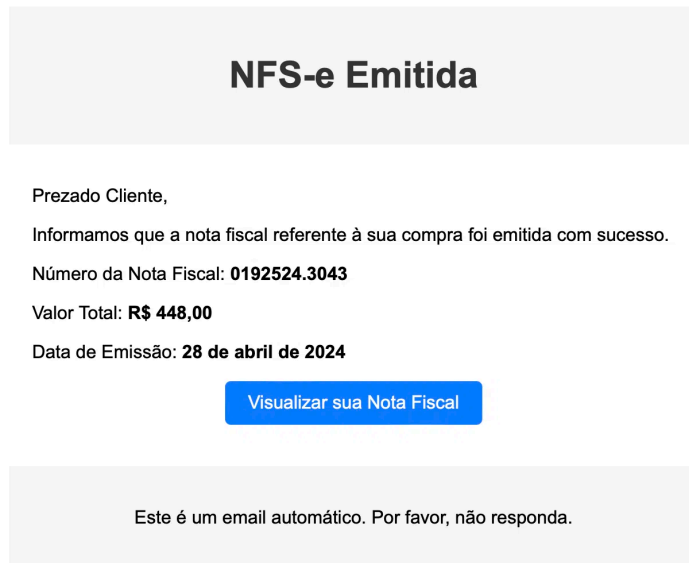 NFS-e Emitida
Prezado Cliente,
Informamos que a nota fiscal referente à sua compra foi emitida com sucesso.
Número da Nota Fiscal: 0192524.3043
Valor Total: R$ 448,00
Data de Emissão: 28 de abril de 2024
Visualizar sua Nota Fiscal
Este é um email automático. Por favor, não responda.